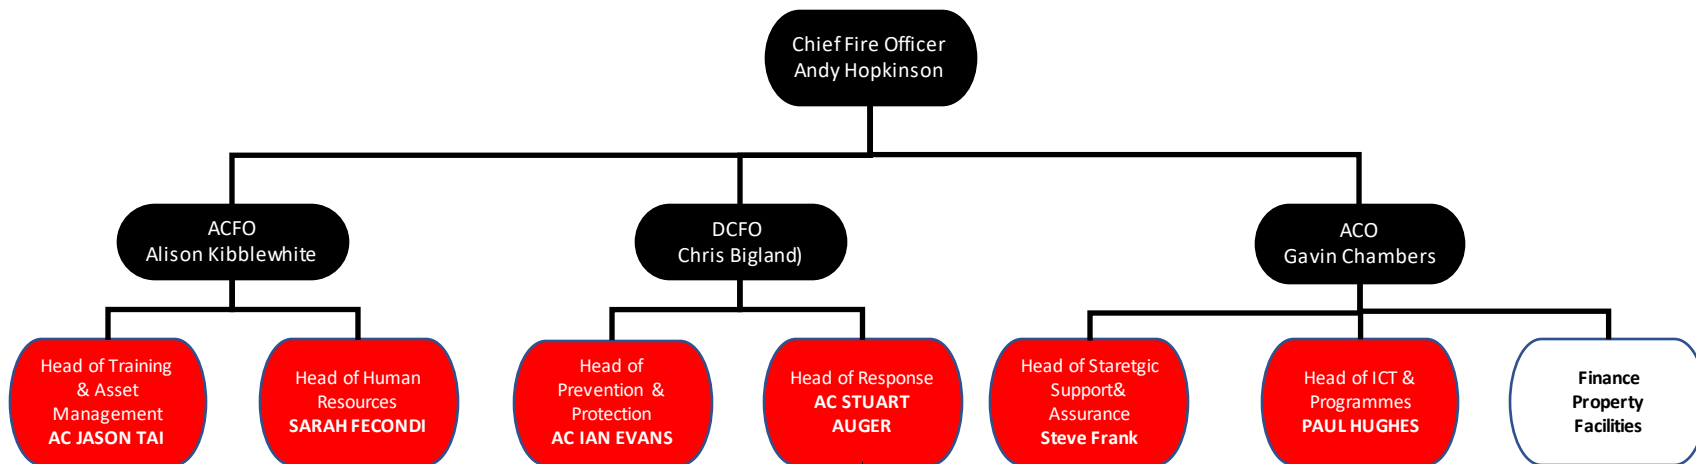 Chief Fire Officer
Andy Hopkinson
ACFO
Alison Kibblewhite
DCFO
Chris Bigland)
ACO
Gavin Chambers
Head of Training
& Asset
Management
AC JASON TAI
Head of Human
Resources
SARAH FECONDI
Head of
Prevention &
Protection
AC IAN EVANS
Head of Response
AC STUART
AUGER
Head of Staretgic
Support&
Assurance
Steve Frank
Head of ICT &
Programmes
PAUL HUGHES
Finance
Property
Facilities